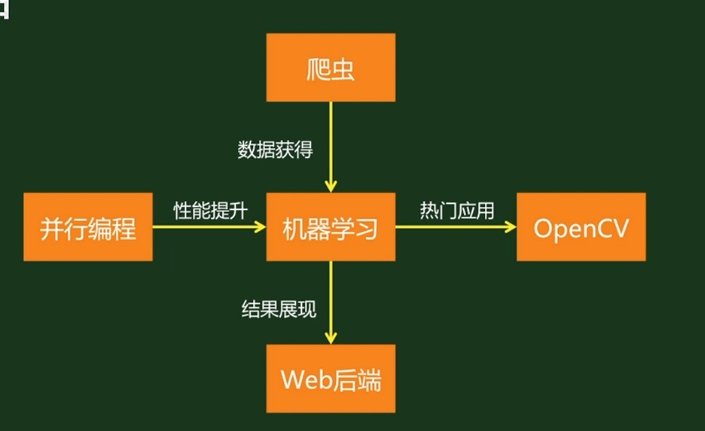 爬虫
数据获得
并行编程
性能提升
机器学习
热门应用
OpenCV
结果展现
Web后端